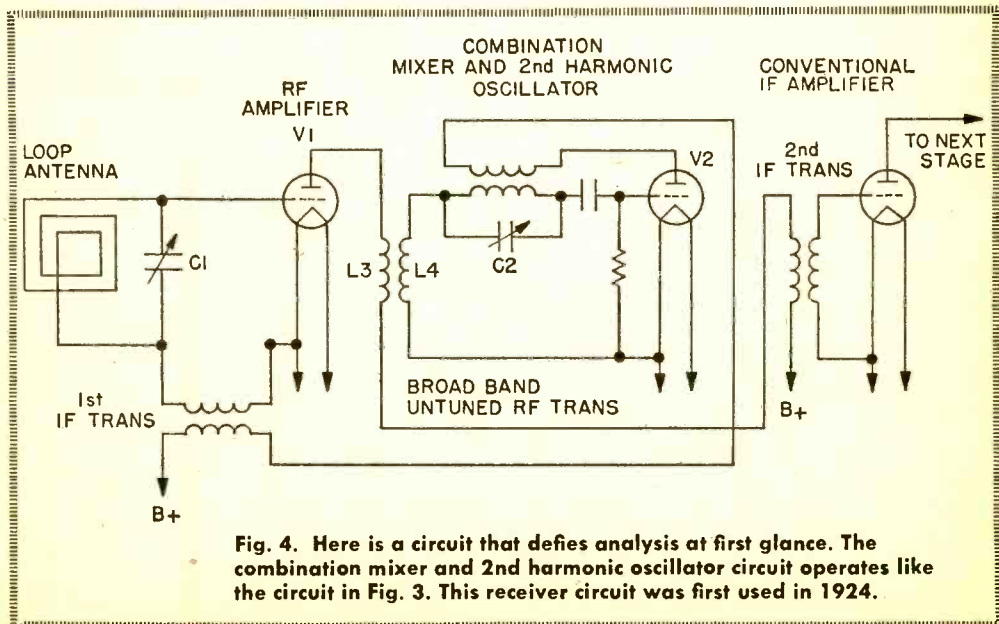 COMBINATION
MIXER AND 2nd HARMONIC
OSCILLATOR
CONVENTIONAL
IF AMPLIFIER
RF
AMPLIFIER
V1
LOOP
ANTENNA
V2
2nd
IF TRANS
TO NEXT
STAGE
C1
L3
L4
C2
1st
IF TRANS
BROAD BAND
UNTUNED RF TRANS
B+
B+
Fig. 4. Here is a circuit that defies analysis at first glance. The
combination mixer and 2nd harmonic oscillator circuit operates like
the circuit in Fig. 3. This receiver circuit was first used in 1924.